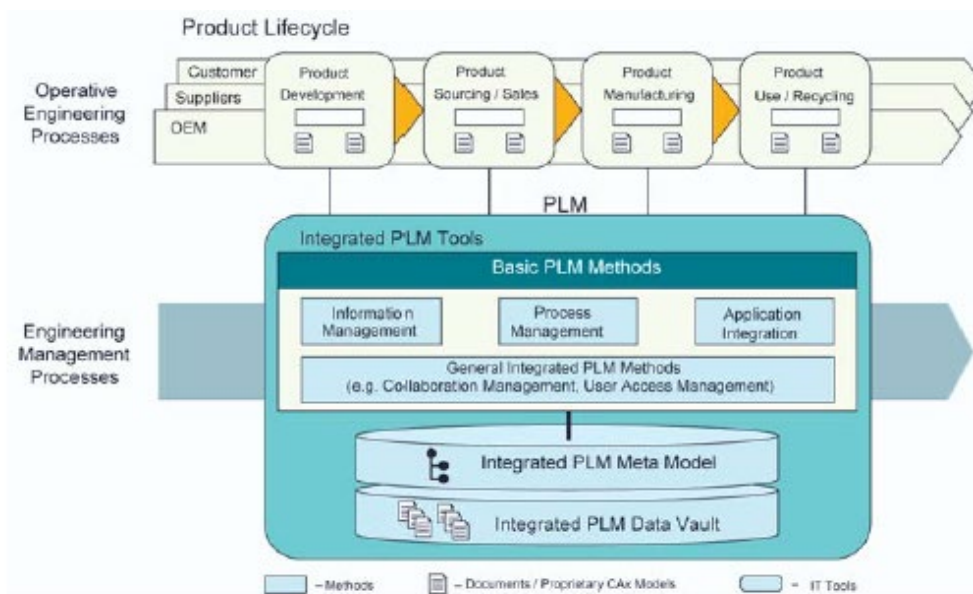 Product Lifecycle
Operative
Engineering
Processes
Customer
Suppliers
OEM
Product
Development
Product
Sourcing / Sales
Product
Manufacturing
Product
Use / Recycling
PLM
Integrated PLM Tools
Basic PLM Methods
Engineering
Management
Processes
Information
Management
Process
Management
Application
Integration
General Integrated PLM Methods
(e.g. Collaboration Management, User Access Management)
Integrated PLM Meta Model
Integrated PLM Data Vault
– Methods
– Documents / Proprietary CAx Models
– IT Tools